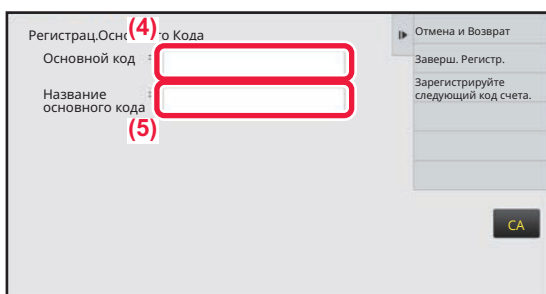 (4)
Регистрац.Осн го Кода
Основной код :
Название :
основного кода
(5)
Отмена и Возврат
Заверш. Регистр.
Зарегистрируйте
следующий код счета.
CA